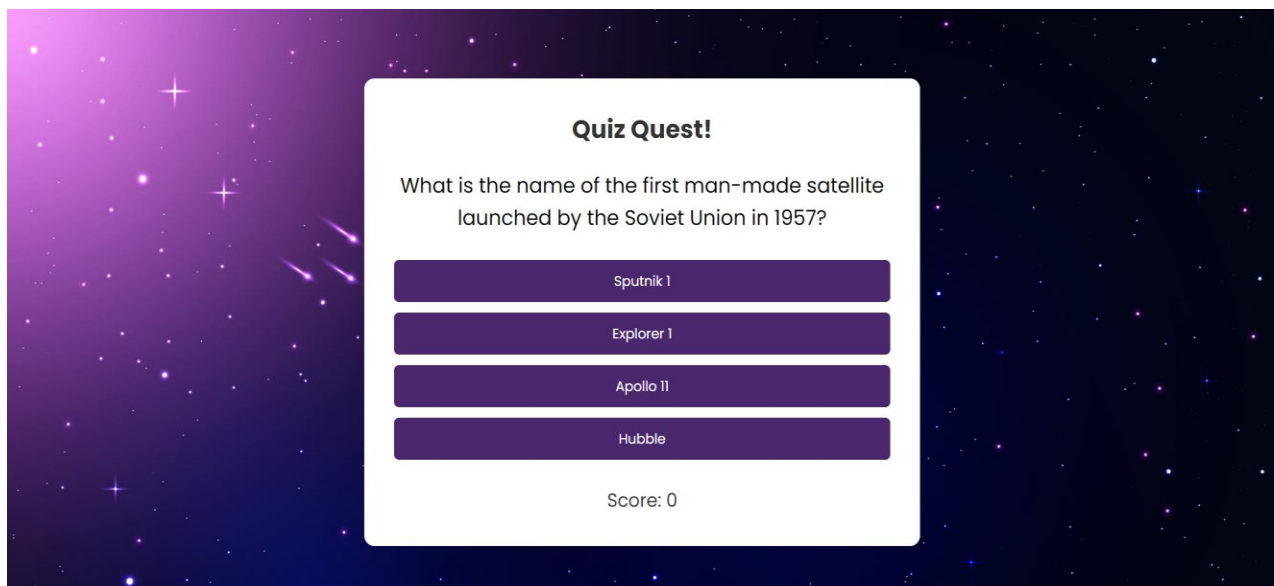 Quiz Quest!
What is the name of the first man-made satellite
launched by the Soviet Union in 1957?
Sputnik 1
Explorer 1
Apollo 11
Hubble
Score: 0